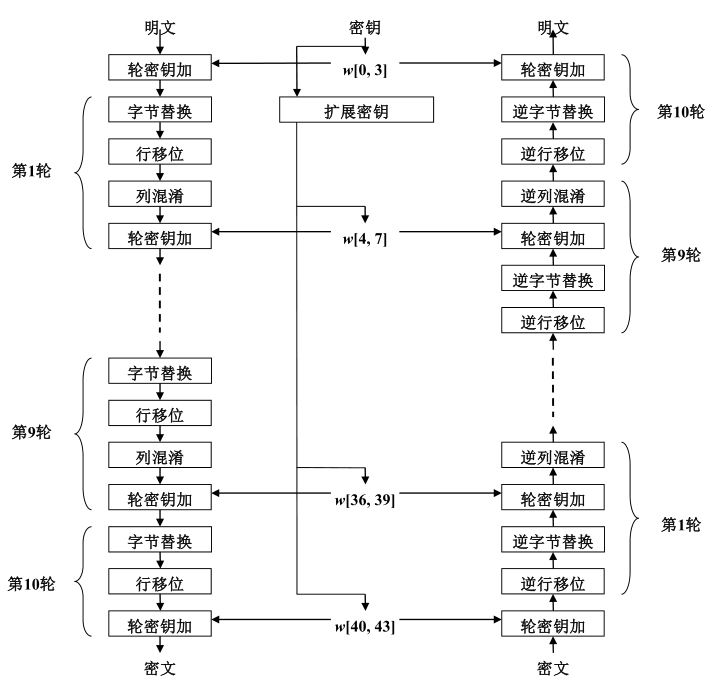 明文 密钥 明文
轮密钥加 w[0, 3] 轮密钥加
字节替换 扩展密钥 逆字节替换 第10轮
行移位 逆行移位
第1轮
列混淆 逆列混淆
轮密钥加 w[4, 7] 轮密钥加
第9轮
逆字节替换
逆行移位
字节替换
行移位
第9轮
列混淆 逆列混淆
轮密钥加 w[36, 39] 轮密钥加
第1轮
字节替换 逆字节替换
第10轮 行移位 逆行移位
轮密钥加 w[40, 43] 轮密钥加
密文 密文